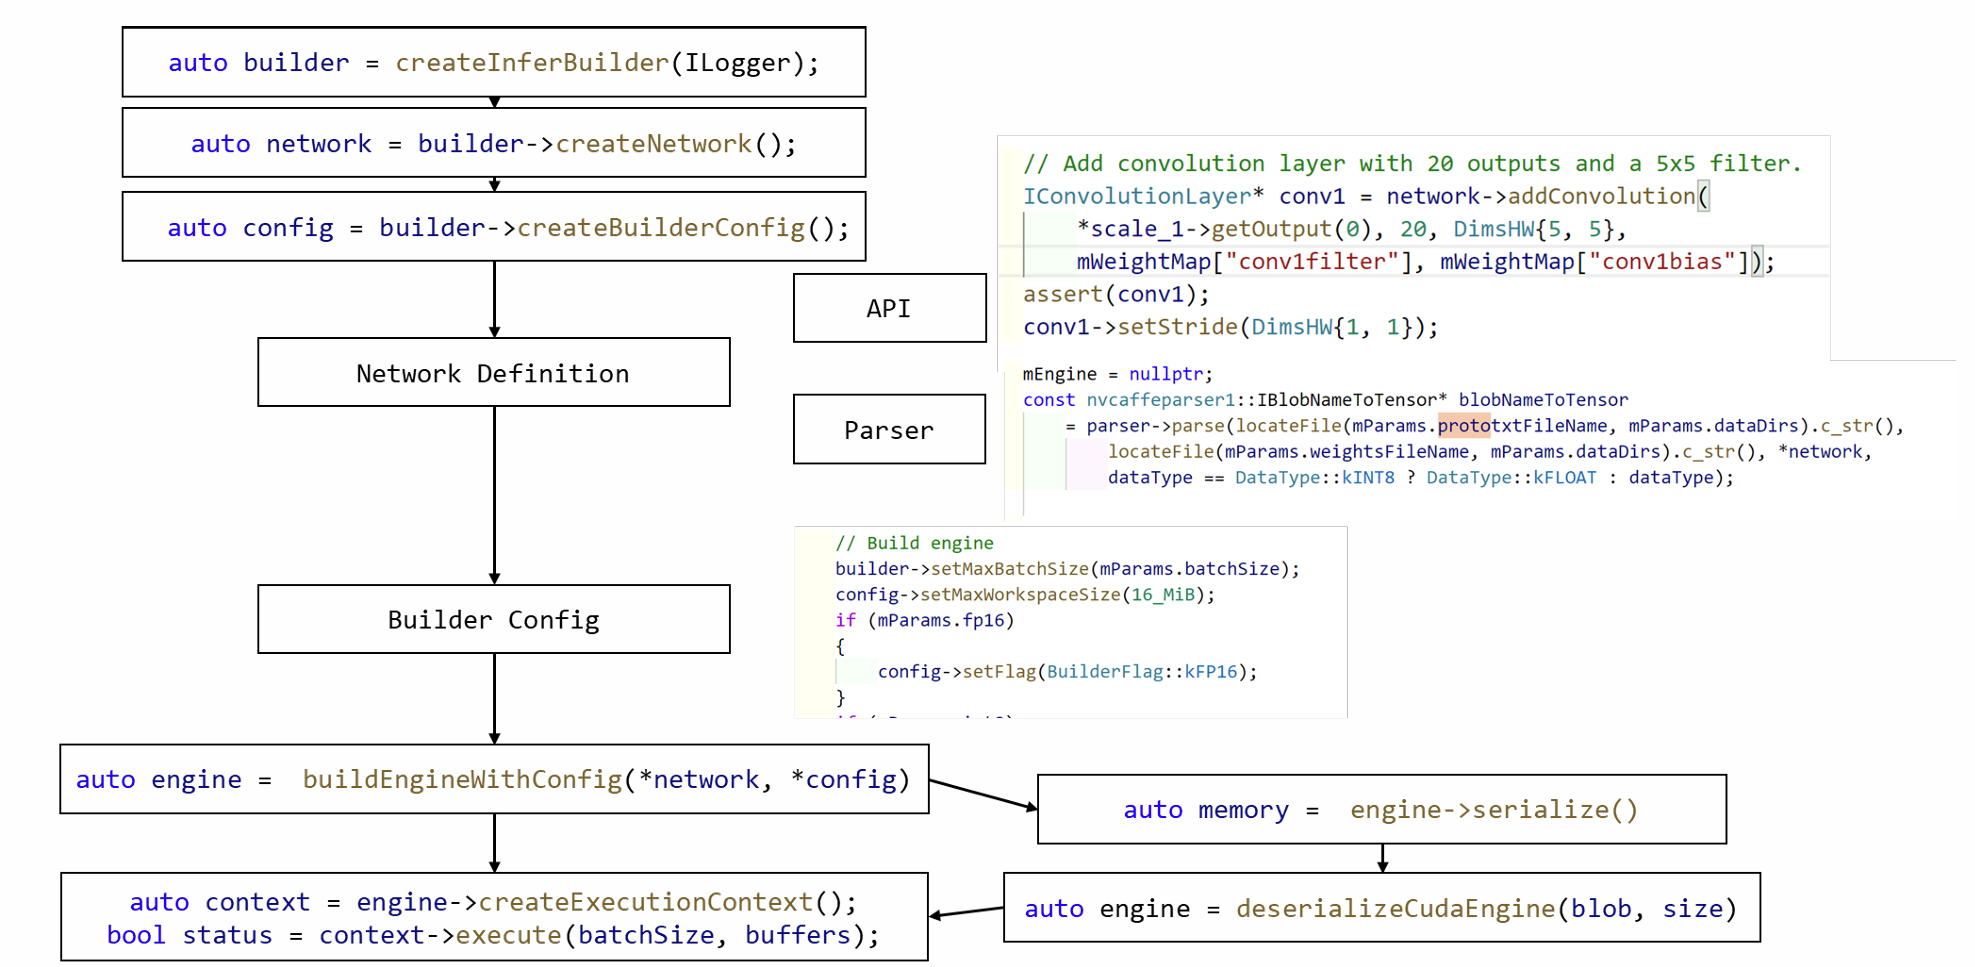 auto builder = createInferBuilder(ILogger);
auto network = builder->createNetwork();
auto config = builder->createBuilderConfig();
Network Definition
API
// Add convolution layer with 20 outputs and a 5x5 filter.
IConvolutionLayer* conv1 = network->addConvolution(
*scale_1->getOutput(0), 20, DimsHW{5, 5},
mWeightMap["conv1filter"], mWeightMap["conv1bias"]);
assert(conv1);
conv1->setStride(DimsHW{1, 1});
Parser
mEngine = nullptr;
const nvcaffeparser1::IBlobNameToTensor* blobNameToTensor
= parser->parse(locateFile(mParams.prototxtFileName, mParams.dataDirs).c_str(),
locateFile(mParams.weightsFileName, mParams.dataDirs).c_str(), *network,
dataType == DataType::kINT8 ? DataType::kFLOAT : dataType);
Builder Config
// Build engine
builder->setMaxBatchSize(mParams.batchSize);
config->setMaxWorkspaceSize(16_MiB);
if (mParams.fp16)
{
config->setFlag(BuilderFlag::kFP16);
}
auto engine = buildEngineWithConfig(*network, *config)
auto memory = engine->serialize()
auto context = engine->createExecutionContext();
bool status = context->execute(batchSize, buffers);
auto engine = deserializeCudaEngine(blob, size)